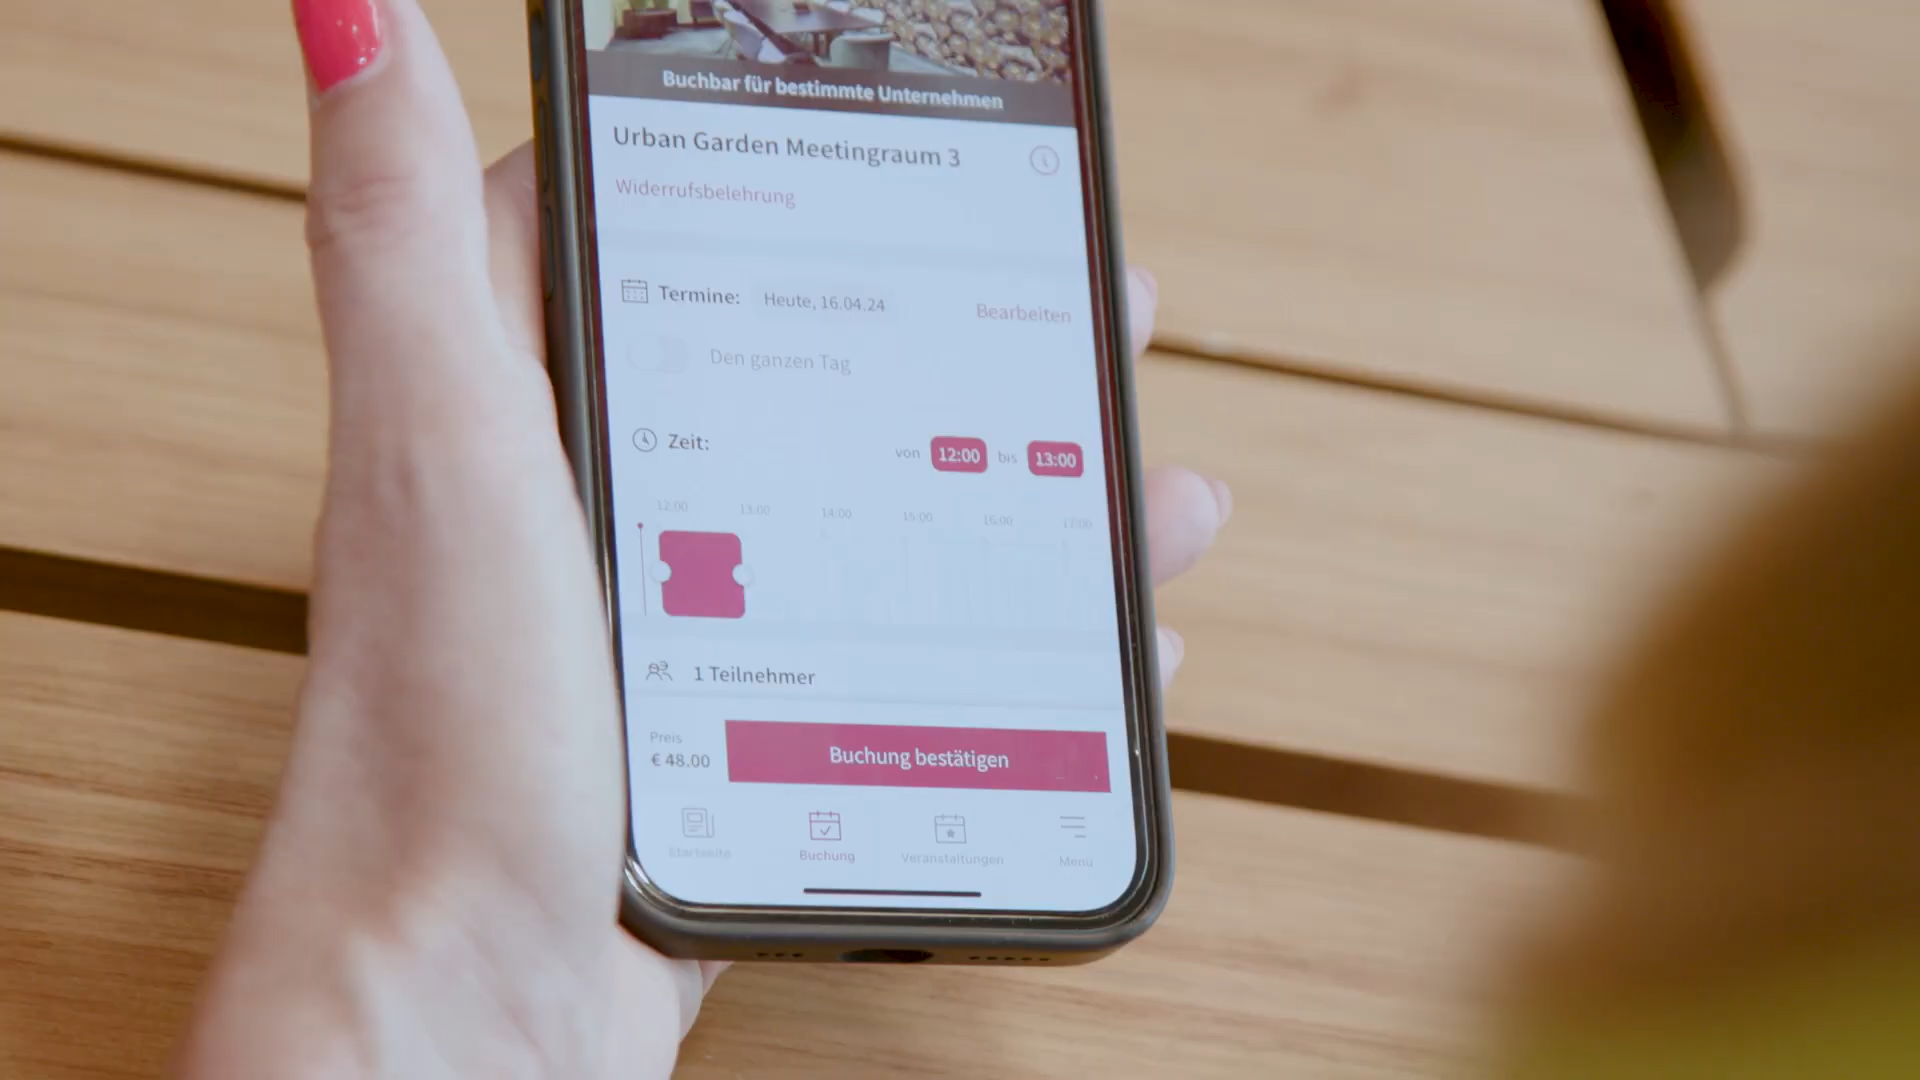 Buchbar für bestimmte Unternehmen
Urban Garden Meetingraum 3
Widerrufsbelehrung
Termine: Heute, 16.04.24 Bearbeiten
Den ganzen Tag
Zeit: von 12:00 bis 13:00
12:00 13:00 14:00 15:00 16:00 17:00
1 Teilnehmer
Preis
€ 48.00
Buchung bestätigen
Startseite Buchung Veranstaltungen Menü